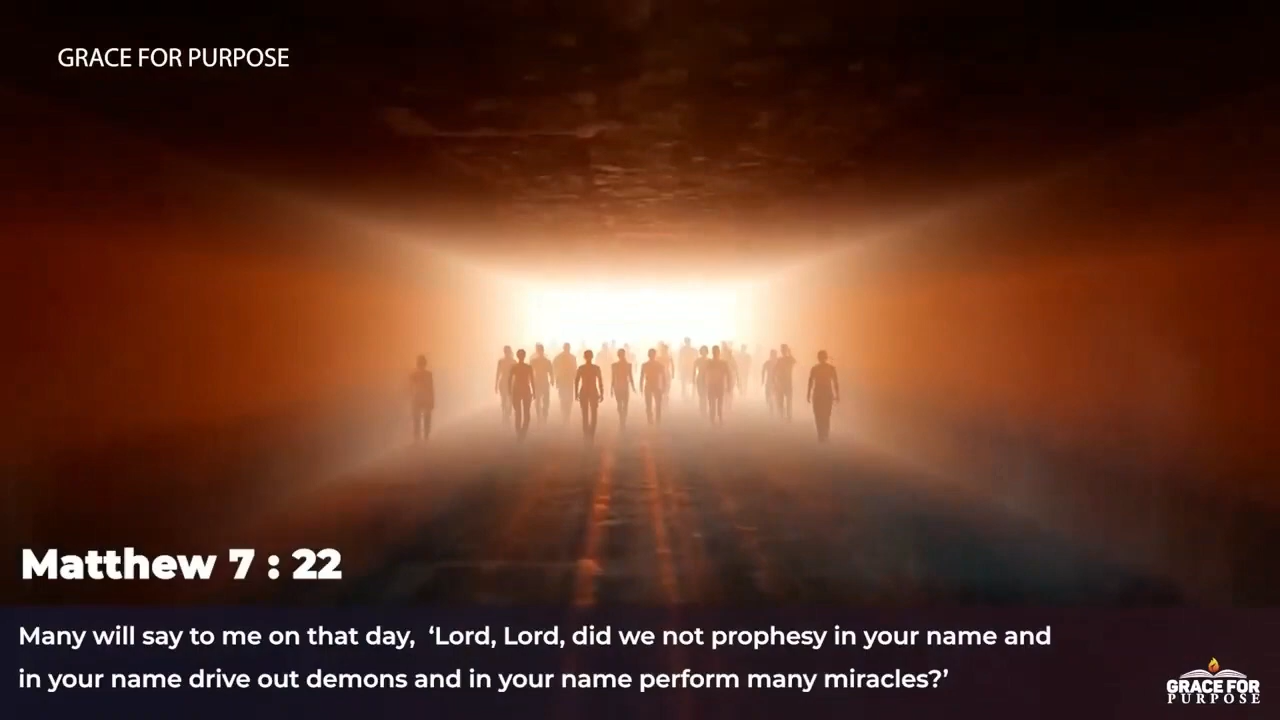 GRACE FOR PURPOSE
Matthew 7 : 22
Many will say to me on that day,  ‘Lord, Lord, did we not prophesy in your name and
in your name drive out demons and in your name perform many miracles?’
GRACE FOR
PURPOSE